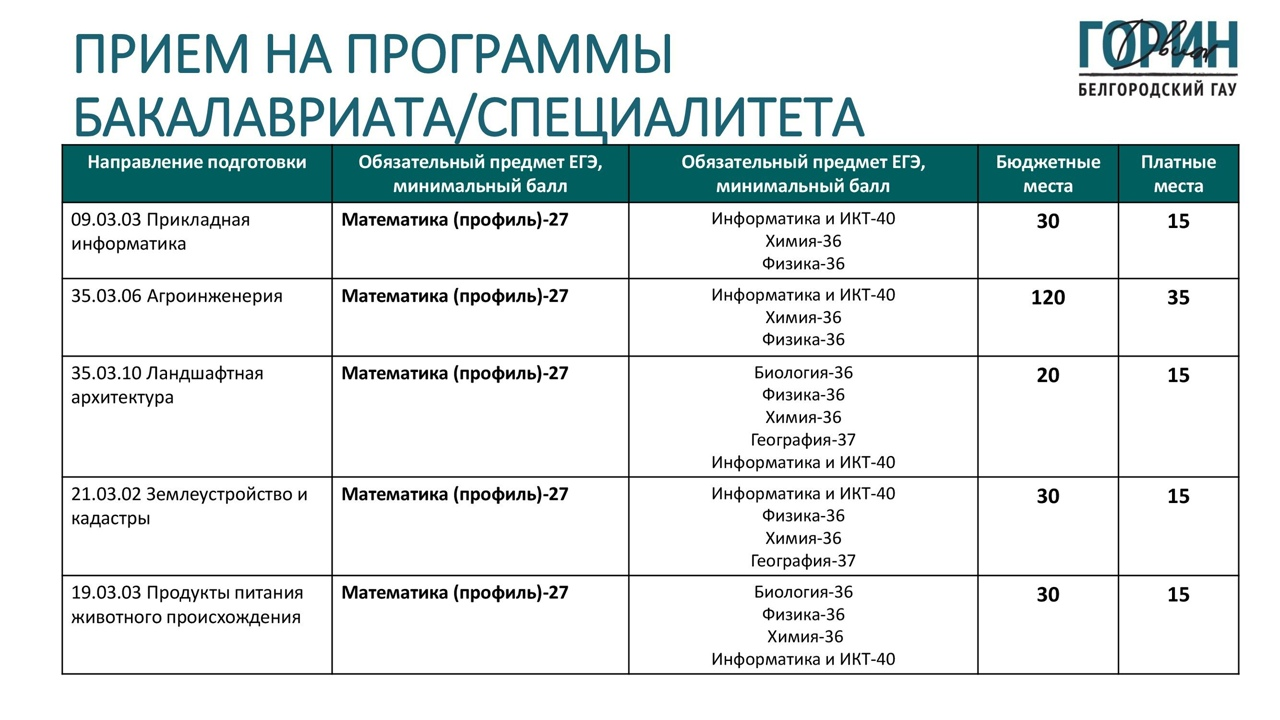 ПРИЕМ НА ПРОГРАММЫ
БАКАЛАВРИАТА/СПЕЦИАЛИТЕТА
ГОРИН
БЕЛГОРОДСКИЙ ГАУ
Направление подготовки
Обязательный предмет ЕГЭ,
минимальный балл
Обязательный предмет ЕГЭ,
минимальный балл
Бюджетные
места
Платные
места
09.03.03 Прикладная
информатика
Математика (профиль)-27
Информатика и ИКТ-40
Химия-36
Физика-36
30
15
35.03.06 Агроинженерия
Математика (профиль)-27
Информатика и ИКТ-40
Химия-36
Физика-36
120
35
35.03.10 Ландшафтная
архитектура
Математика (профиль)-27
Биология-36
Физика-36
Химия-36
География-37
Информатика и ИКТ-40
20
15
21.03.02 Землеустройство и
кадастры
Математика (профиль)-27
Информатика и ИКТ-40
Физика-36
Химия-36
География-37
30
15
19.03.03 Продукты питания
животного происхождения
Математика (профиль)-27
Биология-36
Физика-36
Химия-36
Информатика и ИКТ-40
30
15